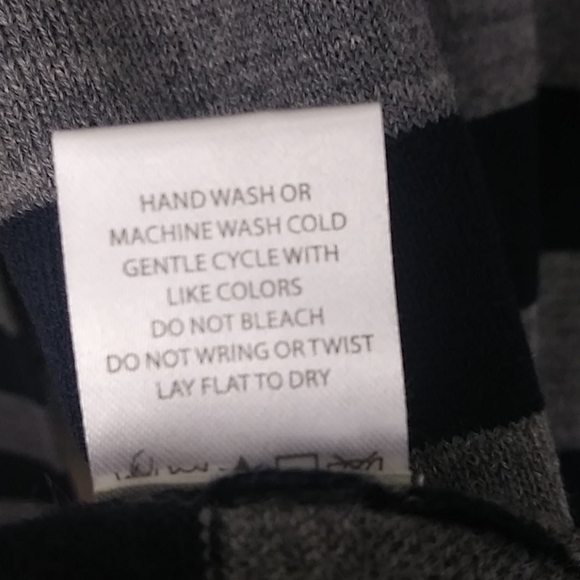 HAND WASH OR
MACHINE WASH COLD
GENTLE CYCLE WITH
LIKE COLORS
DO NOT BLEACH
DO NOT WRING OR TWIST
LAY FLAT TO DRY